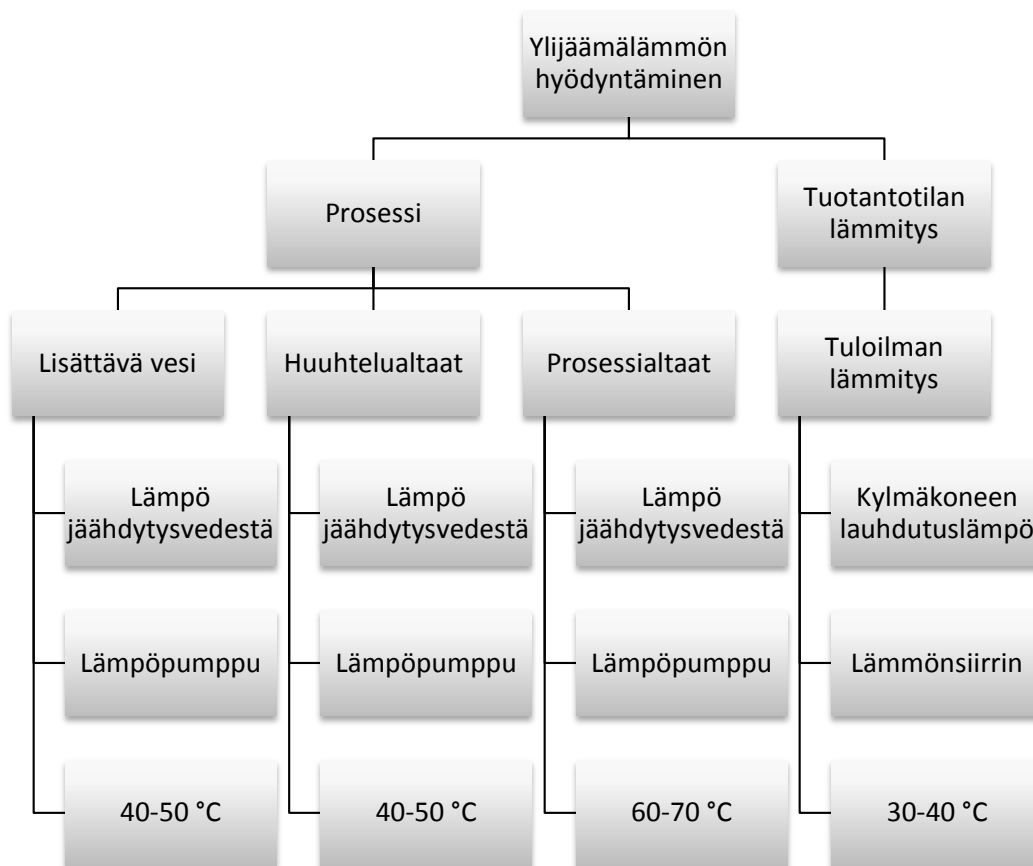 Ylijäämälämmön
hyödyntäminen
Prosessi
Tuotantotilan
lämmitys
Lisättävä vesi
Huuhtelualtaat
Prosessialtaat
Tuloilman
lämmitys
Lämpö
jäähdytysvedestä
Lämpö
jäähdytysvedestä
Lämpö
jäähdytysvedestä
Kylmäkoneen
lauhdutuslämpö
Lämpöpumppu
Lämpöpumppu
Lämpöpumppu
Lämmönsiirrin
40-50 °C
40-50 °C
60-70 °C
30-40 °C